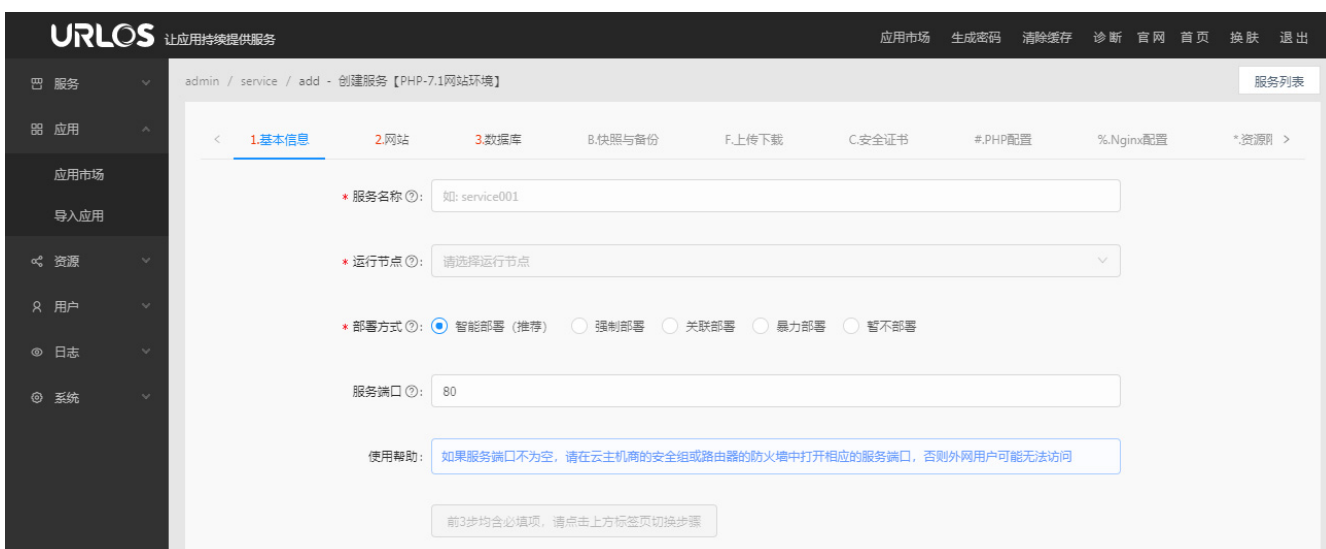 URLOS 让应用持续提供服务 应用市场 生成密码 清除缓存 诊断 官网 首页 换肤 退出
服务
应用
应用市场
导入应用
资源
用户
日志
系统
admin / service / add - 创建服务【PHP-7.1网站环境】 服务列表
< 1.基本信息 2.网站 3.数据库 B.快照与备份 F.上传下载 C.安全证书 #.PHP配置 %.Nginx配置 *.资源 >
* 服务名称?: 如: service001
* 运行节点?: 请选择运行节点
* 部署方式?: 智能部署（推荐） 强制部署 关联部署 暴力部署 暂不部署
服务端口?: 80
使用帮助: 如果服务端口不为空，请在云主机商的安全组或路由器的防火墙中打开相应的服务端口，否则外网用户可能无法访问
前3步均含必填项，请点击上方标签页切换步骤